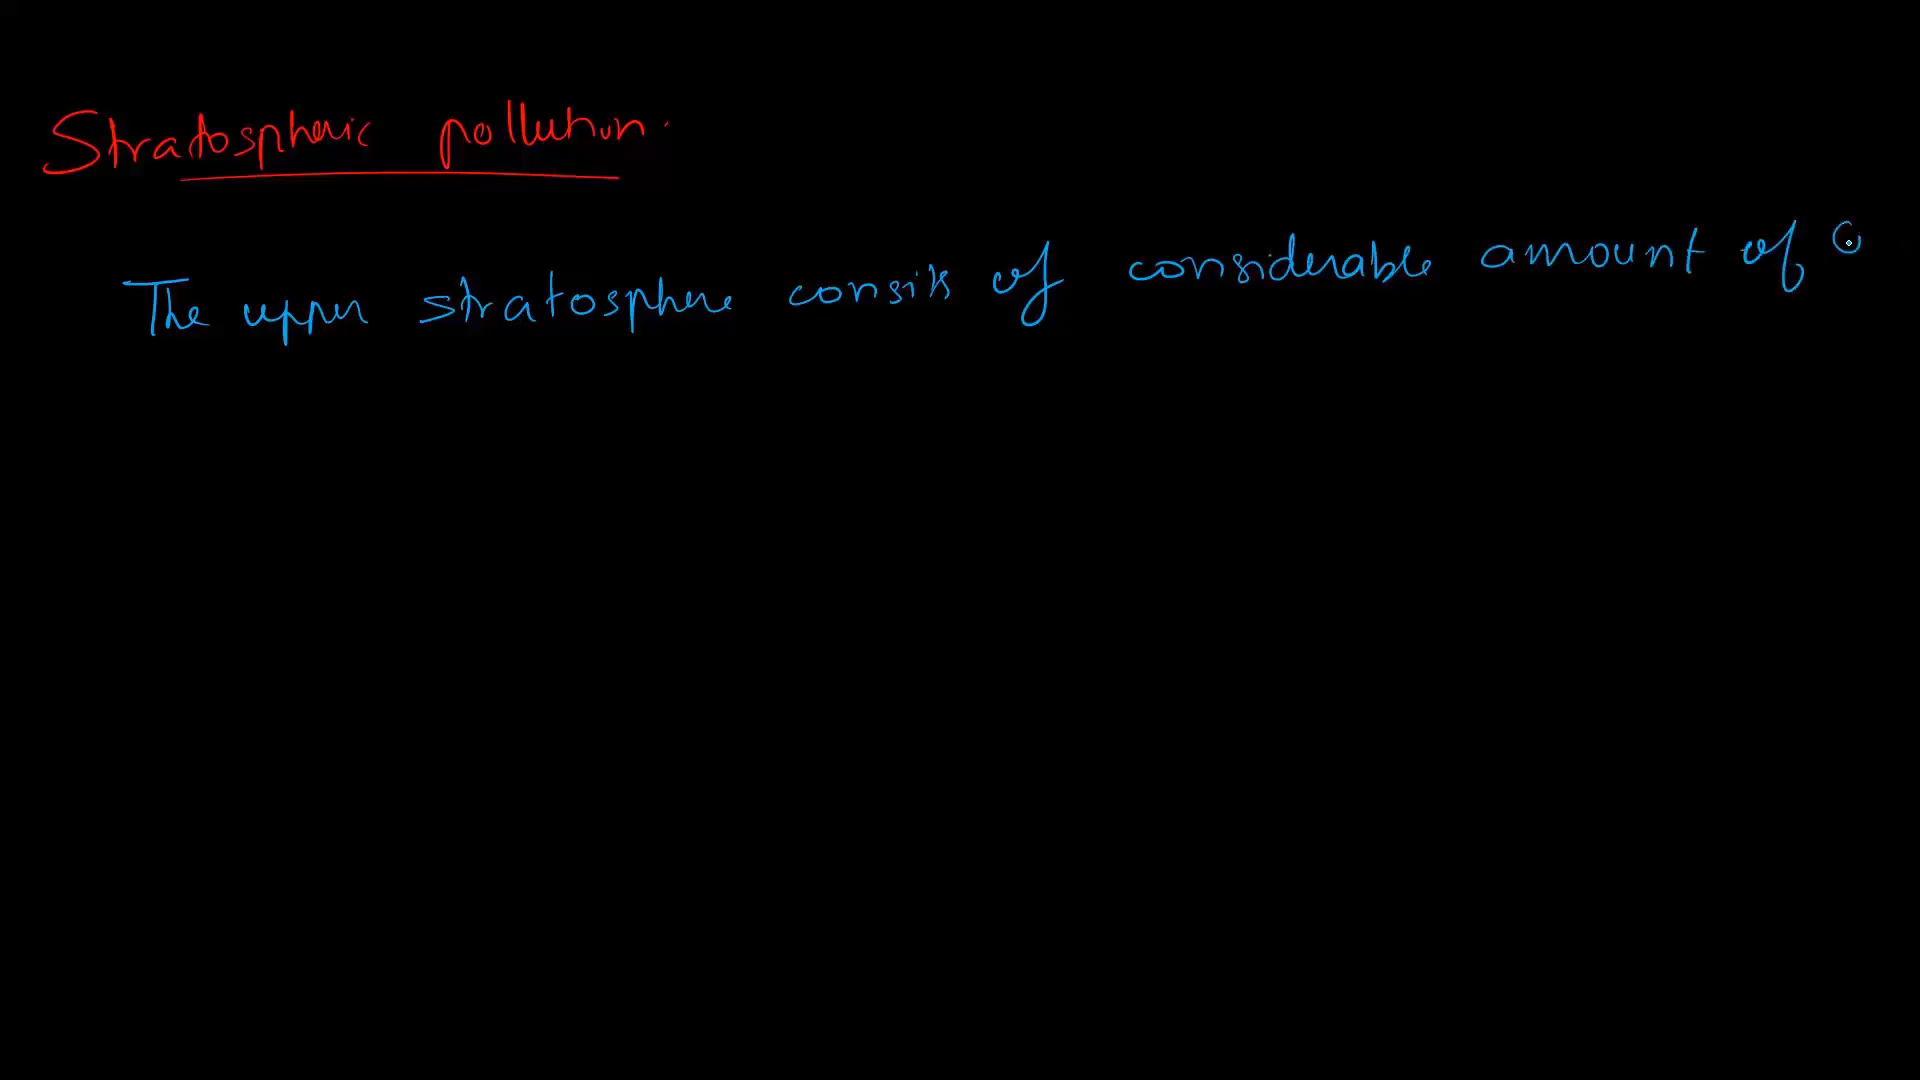 Stratospheric pollution.
The upper stratosphere consists of considerable amount of o